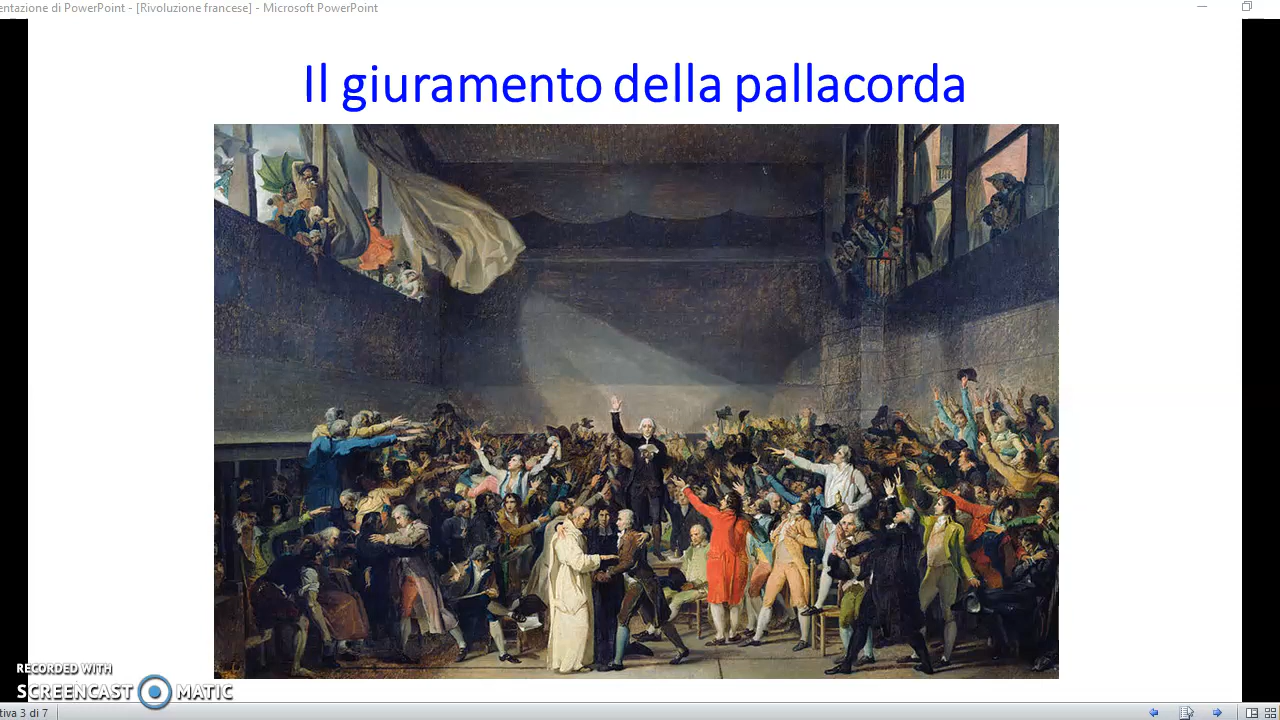 entazione di PowerPoint - [Rivoluzione francese] - Microsoft PowerPoint
Il giuramento della pallacorda
RECORDED WITH
SCREENCAST MATIC
tiva 3 di 7